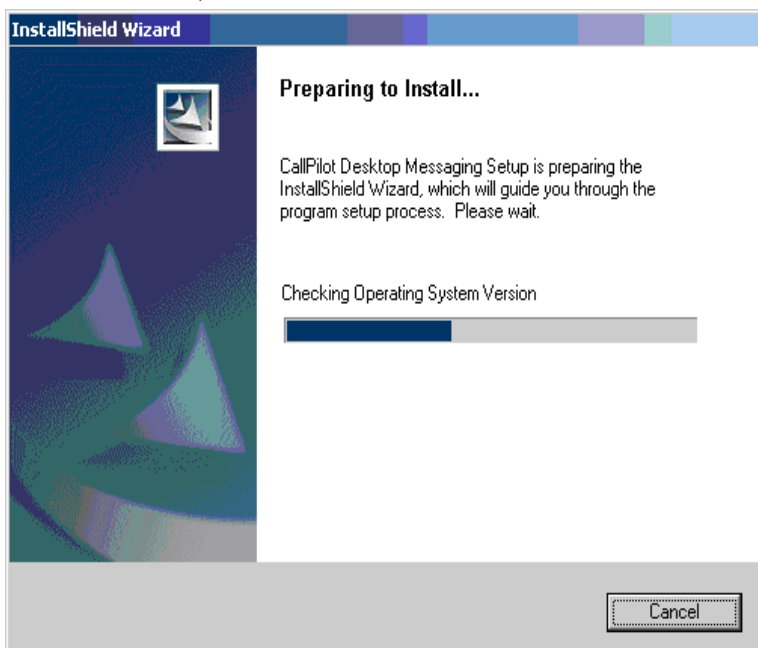 InstallShield Wizard
Preparing to Install...
CallPilot Desktop Messaging Setup is preparing the
InstallShield Wizard, which will guide you through the
program setup process. Please wait.
Checking Operating System Version
Cancel